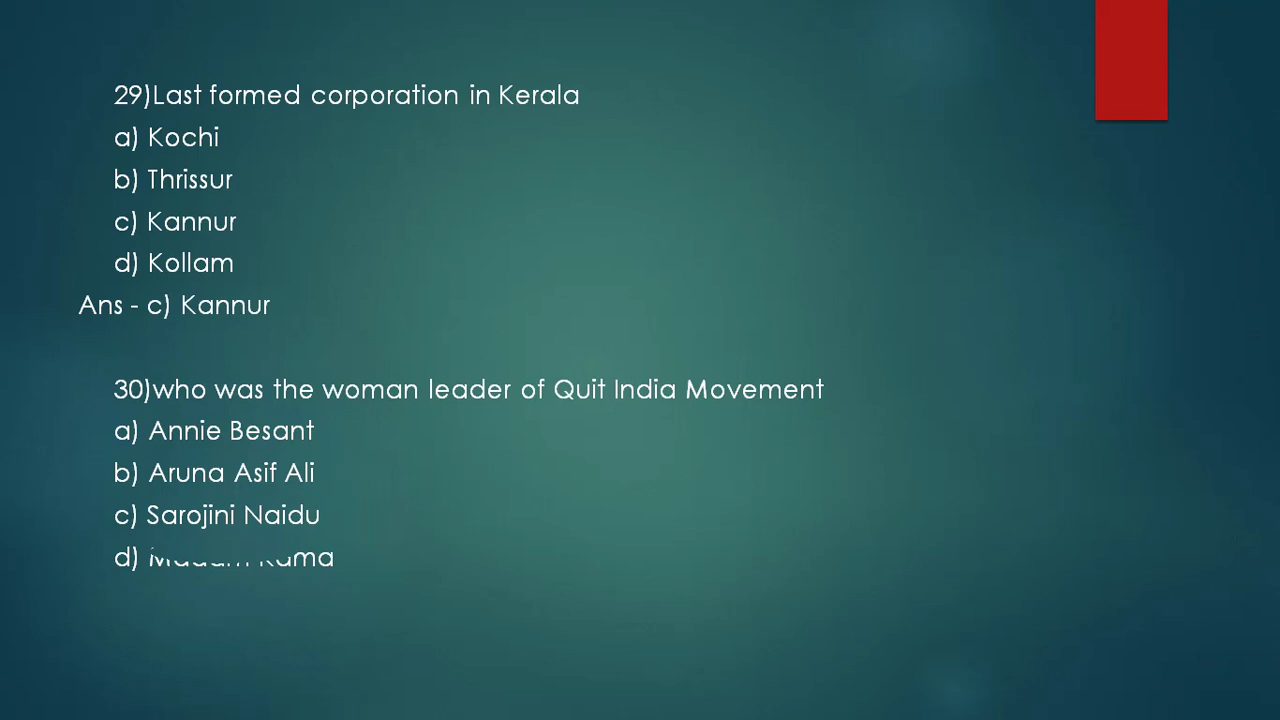 29)Last formed corporation in Kerala
a) Kochi
b) Thrissur
c) Kannur
d) Kollam
Ans - c) Kannur
30)who was the woman leader of Quit India Movement
a) Annie Besant
b) Aruna Asif Ali
c) Sarojini Naidu
d)